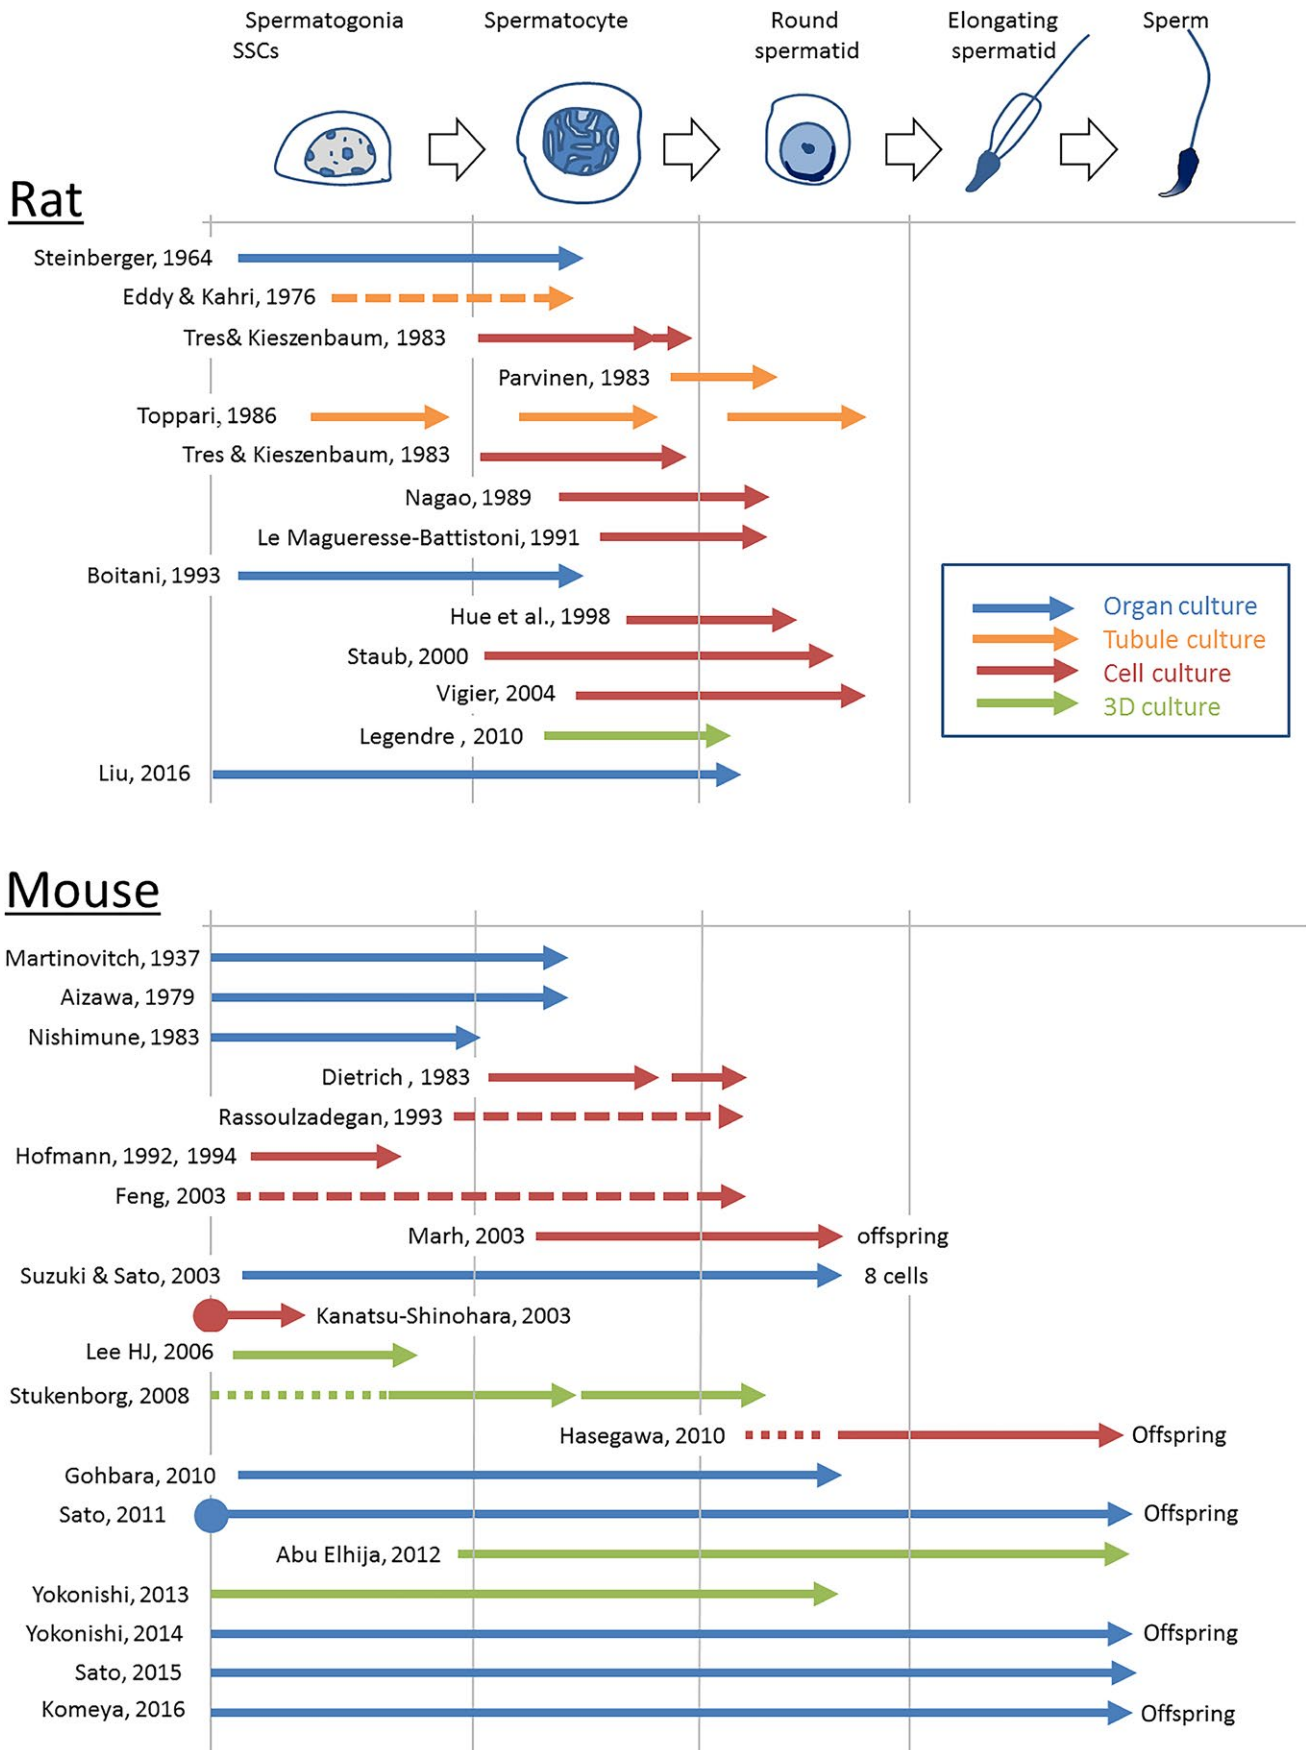 Spermatogonia
SSCs
Spermatocyte
Round
spermatid
Elongating
spermatid
Sperm
Rat
Steinberger, 1964
Eddy & Kahri, 1976
Tres& Kieszenbaum, 1983
Parvinen, 1983
Toppari, 1986
Tres & Kieszenbaum, 1983
Nagao, 1989
Le Magueresse-Battistoni, 1991
Boitani, 1993
Hue et al., 1998
Staub, 2000
Vigier, 2004
Legendre , 2010
Liu, 2016
Organ culture
Tubule culture
Cell culture
3D culture
Mouse
Martinovitch, 1937
Aizawa, 1979
Nishimune, 1983
Dietrich , 1983
Rassoulzadegan, 1993
Hofmann, 1992, 1994
Feng, 2003
Marh, 2003 offspring
Suzuki & Sato, 2003 8 cells
Kanatsu-Shinohara, 2003
Lee HJ, 2006
Stukenborg, 2008
Hasegawa, 2010 Offspring
Gohbara, 2010
Sato, 2011 Offspring
Abu Elhija, 2012
Yokonishi, 2013
Yokonishi, 2014 Offspring
Sato, 2015
Komeya, 2016 Offspring